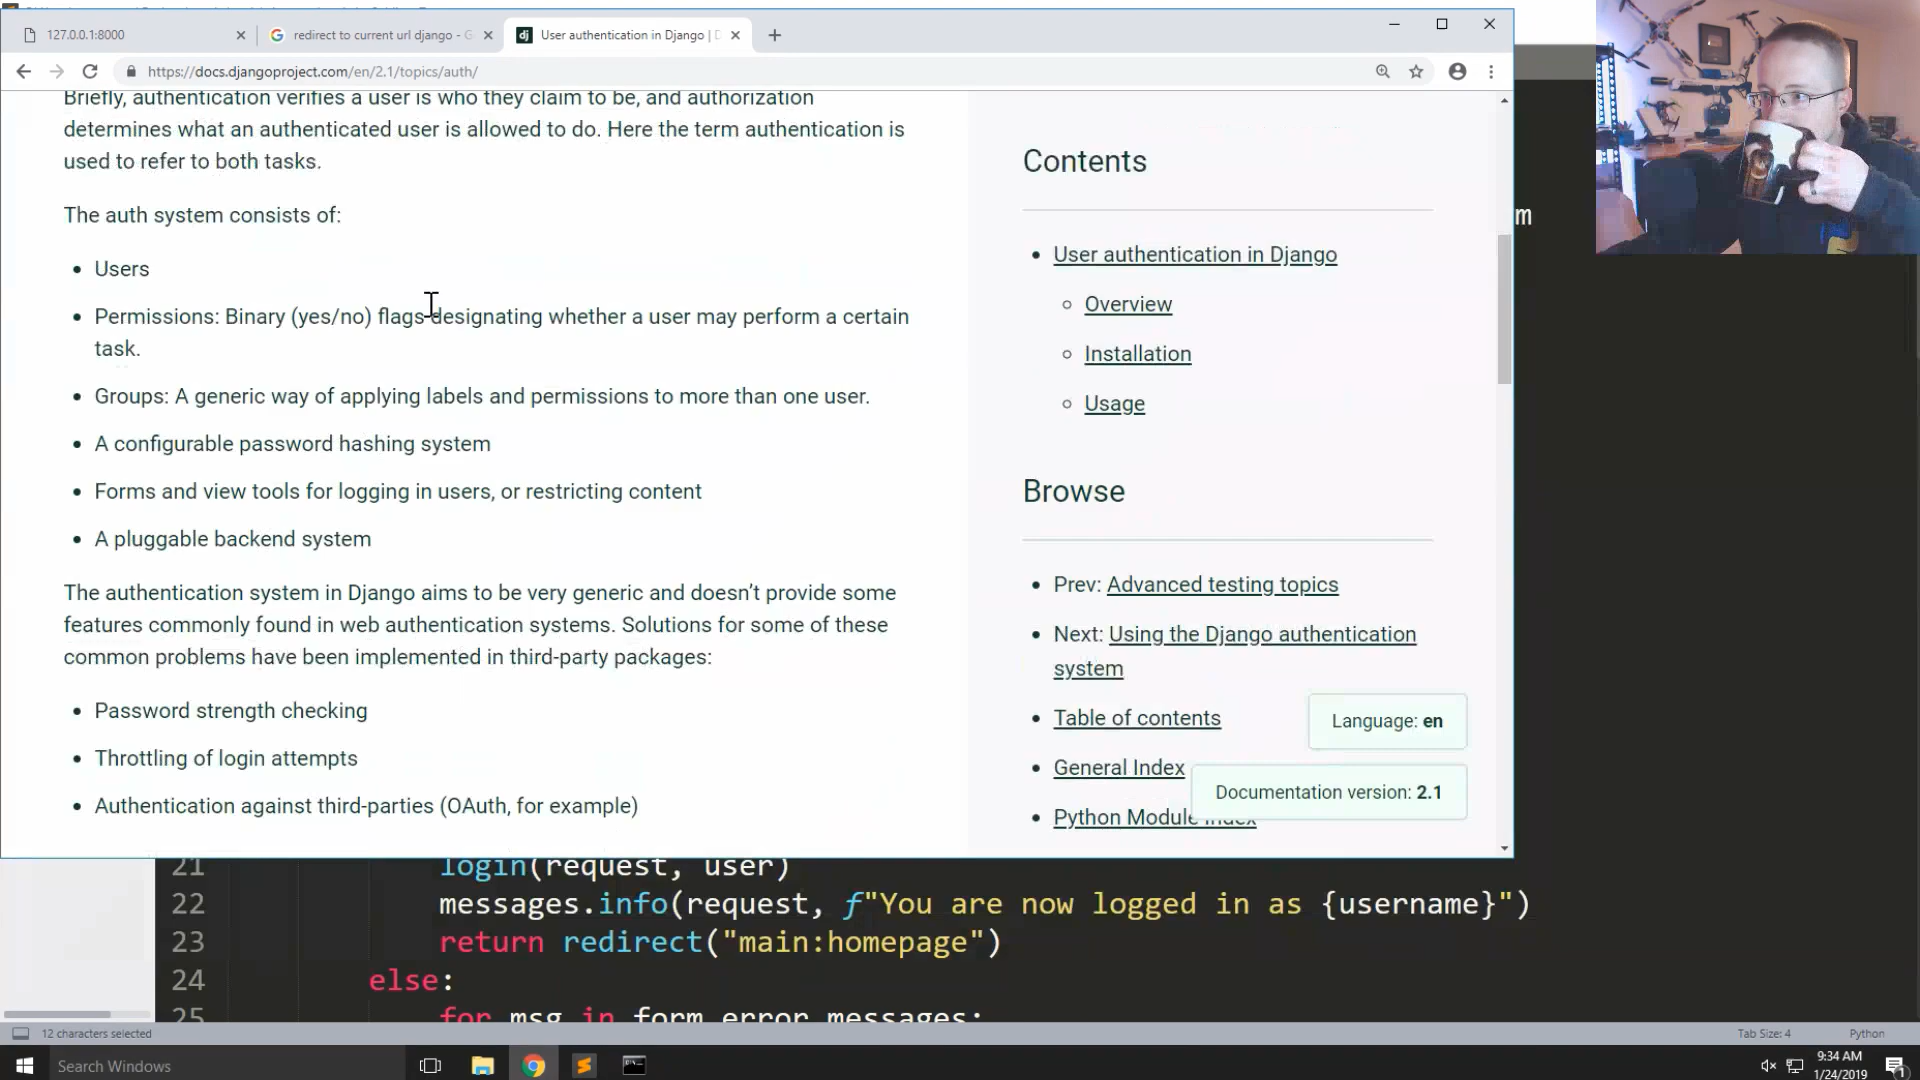 127.0.0.1:8000
redirect to current url django - G
User authentication in Django | D
https://docs.djangoproject.com/en/2.1/topics/auth/
Briefly, authentication verifies a user is who they claim to be, and authorization
determines what an authenticated user is allowed to do. Here the term authentication is
used to refer to both tasks.
The auth system consists of:
Users
Permissions: Binary (yes/no) flags designating whether a user may perform a certain
task.
Groups: A generic way of applying labels and permissions to more than one user.
A configurable password hashing system
Forms and view tools for logging in users, or restricting content
A pluggable backend system
The authentication system in Django aims to be very generic and doesn’t provide some
features commonly found in web authentication systems. Solutions for some of these
common problems have been implemented in third-party packages:
Password strength checking
Throttling of login attempts
Authentication against third-parties (OAuth, for example)
Contents
User authentication in Django
Overview
Installation
Usage
Browse
Prev: Advanced testing topics
Next: Using the Django authentication
system
Table of contents
General Index
Python Module Index
Language: en
Documentation version: 2.1
m
21 login(request, user)
22 messages.info(request, f"You are now logged in as {username}")
23 return redirect("main:homepage")
24 else:
25 for msg in form.error_messages:
12 characters selected
Tab Size: 4
Python
Search Windows
9:34 AM
1/24/2019
1